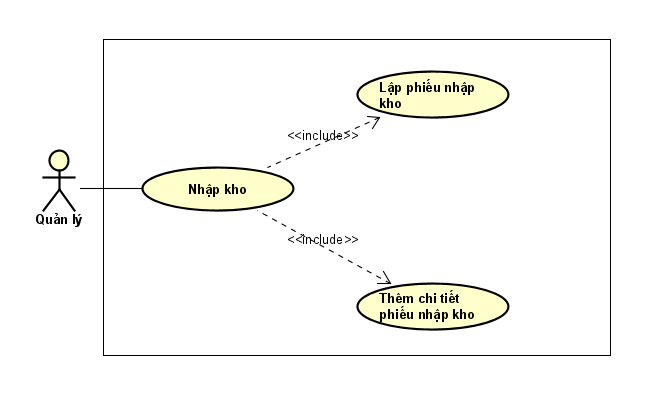 Lập phiếu nhập
kho
<<include>>
Nhập kho
Quản lý
<<include>>
Thêm chi tiết
phiếu nhập kho